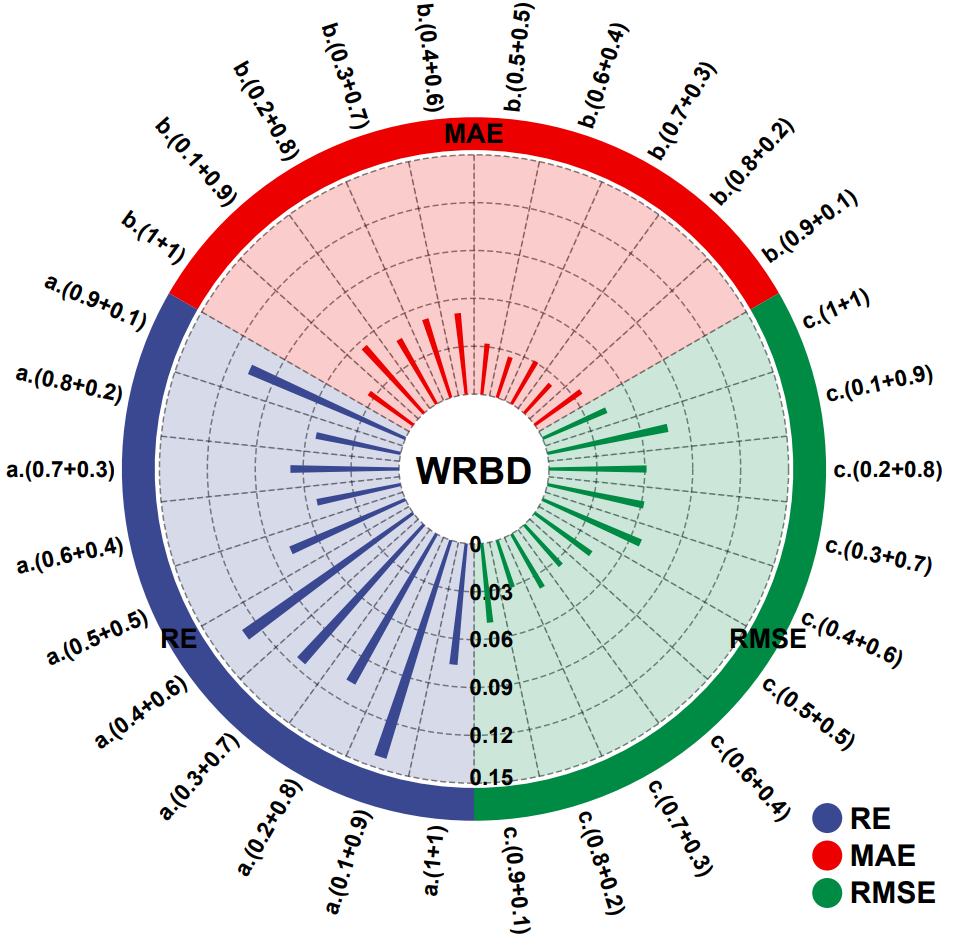 b.(1+1)
b.(0.1+0.9)
b.(0.2+0.8)
b.(0.3+0.7)
b.(0.4+0.6)
b.(0.5+0.5)
b.(0.6+0.4)
b.(0.7+0.3)
b.(0.8+0.2)
b.(0.9+0.1)
MAE
c.(1+1)
c.(0.1+0.9)
c.(0.2+0.8)
c.(0.3+0.7)
c.(0.4+0.6)
c.(0.5+0.5)
c.(0.6+0.4)
c.(0.7+0.3)
c.(0.8+0.2)
c.(0.9+0.1)
RMSE
a.(1+1)
a.(0.1+0.9)
a.(0.2+0.8)
a.(0.3+0.7)
a.(0.4+0.6)
a.(0.5+0.5)
a.(0.6+0.4)
a.(0.7+0.3)
a.(0.8+0.2)
a.(0.9+0.1)
RE
WRBD
0
0.03
0.06
0.09
0.12
0.15
RE
MAE
RMSE